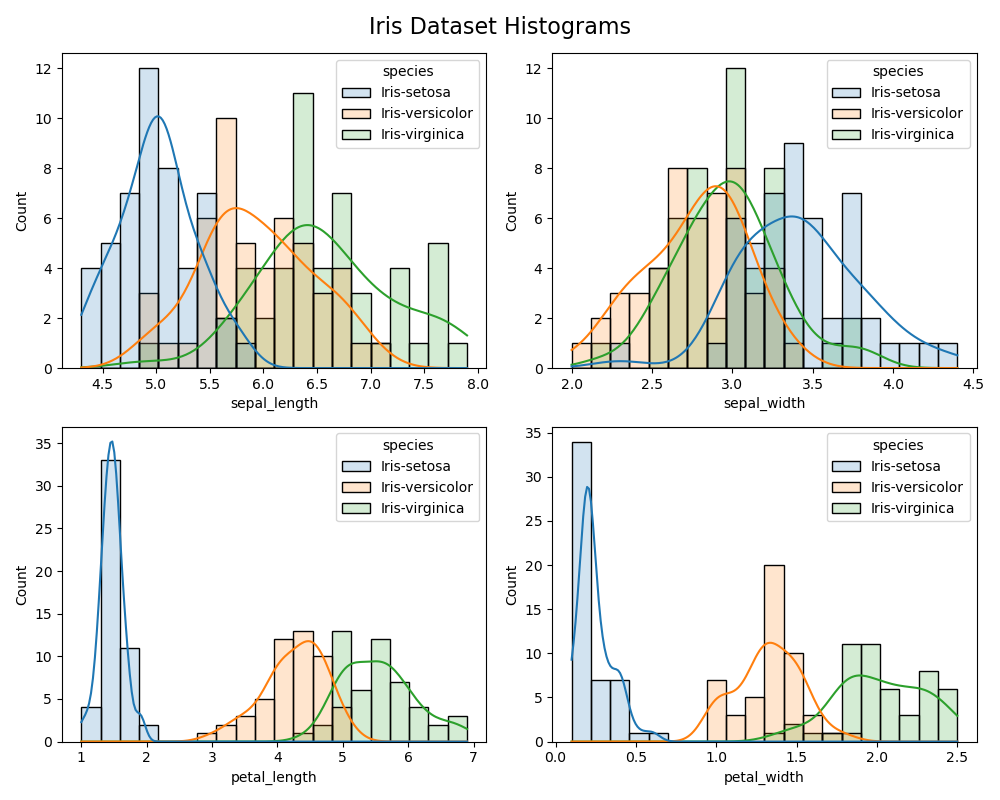 Iris Dataset Histograms
12
10
8
6
4
2
0
Count
4.5 5.0 5.5 6.0 6.5 7.0 7.5 8.0
sepal_length
species
Iris-setosa
Iris-versicolor
Iris-virginica
12
10
8
6
4
2
0
Count
2.0 2.5 3.0 3.5 4.0 4.5
sepal_width
species
Iris-setosa
Iris-versicolor
Iris-virginica
35
30
25
20
15
10
5
0
Count
1 2 3 4 5 6 7
petal_length
species
Iris-setosa
Iris-versicolor
Iris-virginica
35
30
25
20
15
10
5
0
Count
0.0 0.5 1.0 1.5 2.0 2.5
petal_width
species
Iris-setosa
Iris-versicolor
Iris-virginica